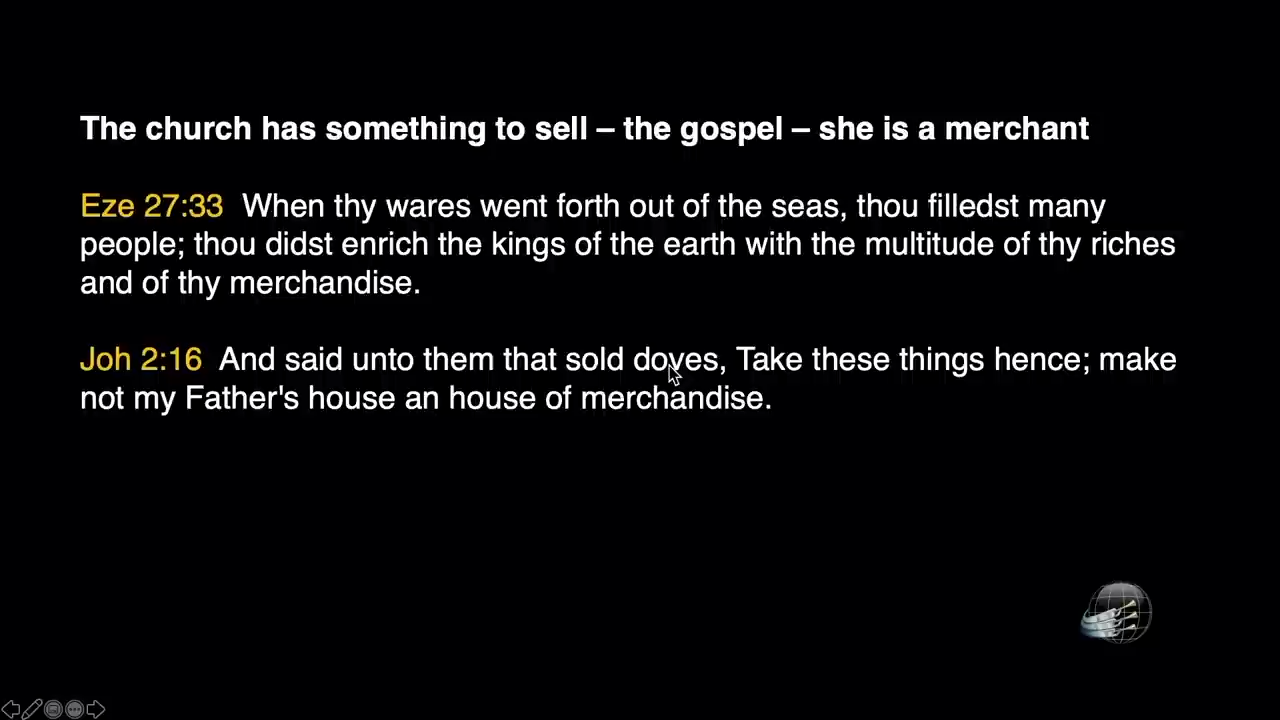 The church has something to sell – the gospel – she is a merchant
Eze 27:33  When thy wares went forth out of the seas, thou filledst many
people; thou didst enrich the kings of the earth with the multitude of thy riches
and of thy merchandise.
Joh 2:16  And said unto them that sold doves, Take these things hence; make
not my Father's house an house of merchandise.